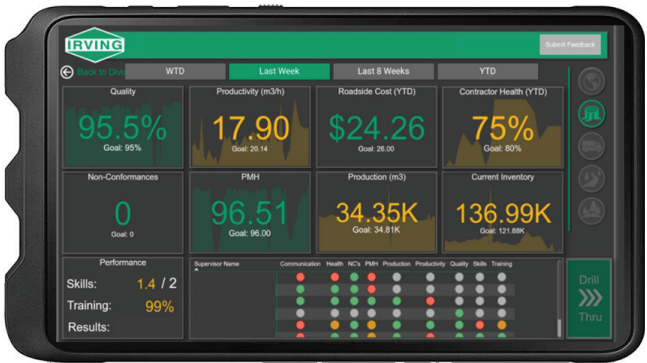 IRVING
Submit Feedback
Back to Divi
WTD
Last Week
Last 8 Weeks
YTD
Quality
95.5%
Goal: 95%
Productivity (m3/h)
17.90
Goal: 20.14
Roadside Cost (YTD)
$24.26
Goal: 26.00
Contractor Health (YTD)
75%
Goal: 80%
Non-Conformances
0
Goal: 0
PMH
96.51
Goal: 96.00
Production (m3)
34.35K
Goal: 34.81K
Current Inventory
136.99K
Goal: 121.88K
Performance
Skills: 1.4 / 2
Training: 99%
Results:
Supervisor Name Communication Health NC's PMH Production Productivity Quality Skills Training
Drill
Thru